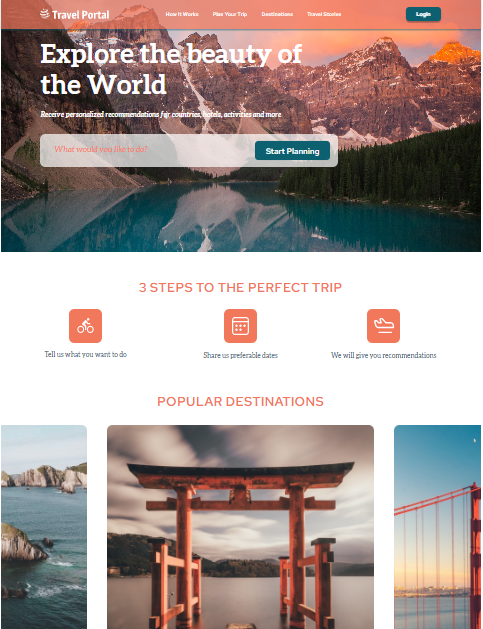 Travel Portal
How It Works
Plan Your Trip
Destinations
Travel Stories
Login
Explore the beauty of
the World
Receive personalized recommendations for countries, hotels, activities and more
What would you like to do?
Start Planning
3 STEPS TO THE PERFECT TRIP
Tell us what you want to do
Share us preferable dates
We will give you recommendations
POPULAR DESTINATIONS